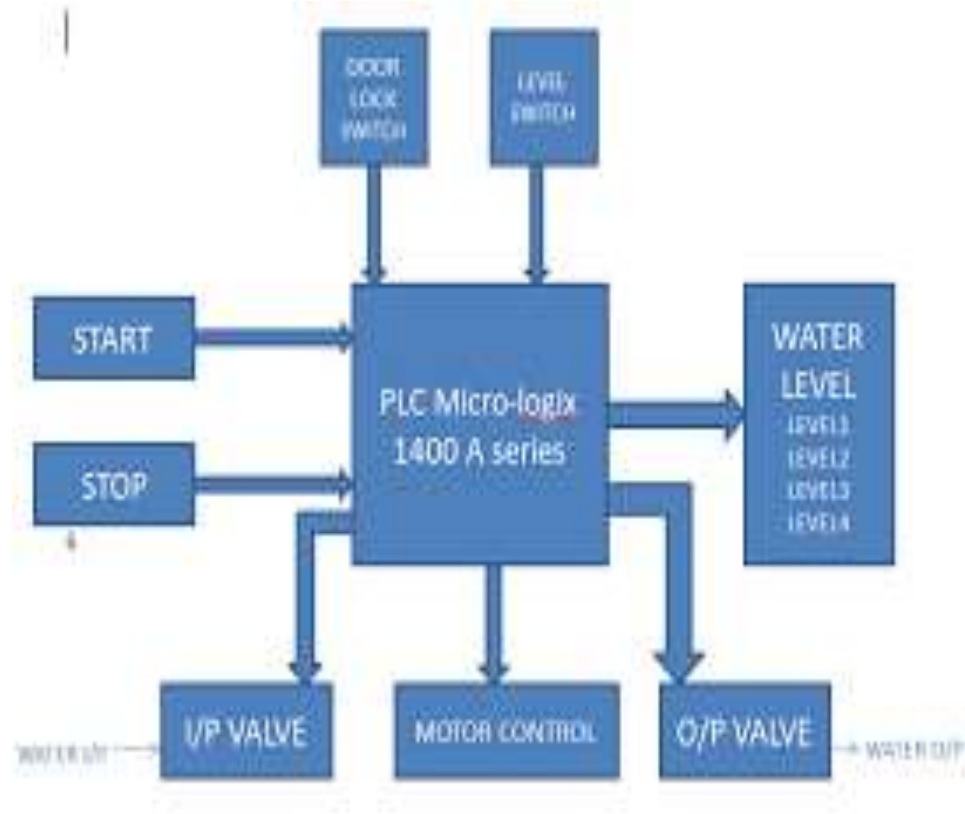 DOOR
LOCK
SWITCH
LEVEL
SWITCH
START
STOP
PLC Micro-logix
1400 A series
WATER
LEVEL
LEVEL1
LEVEL2
LEVEL3
LEVEL4
I/P VALVE
MOTOR CONTROL
O/P VALVE
WATER I/P
WATER O/P